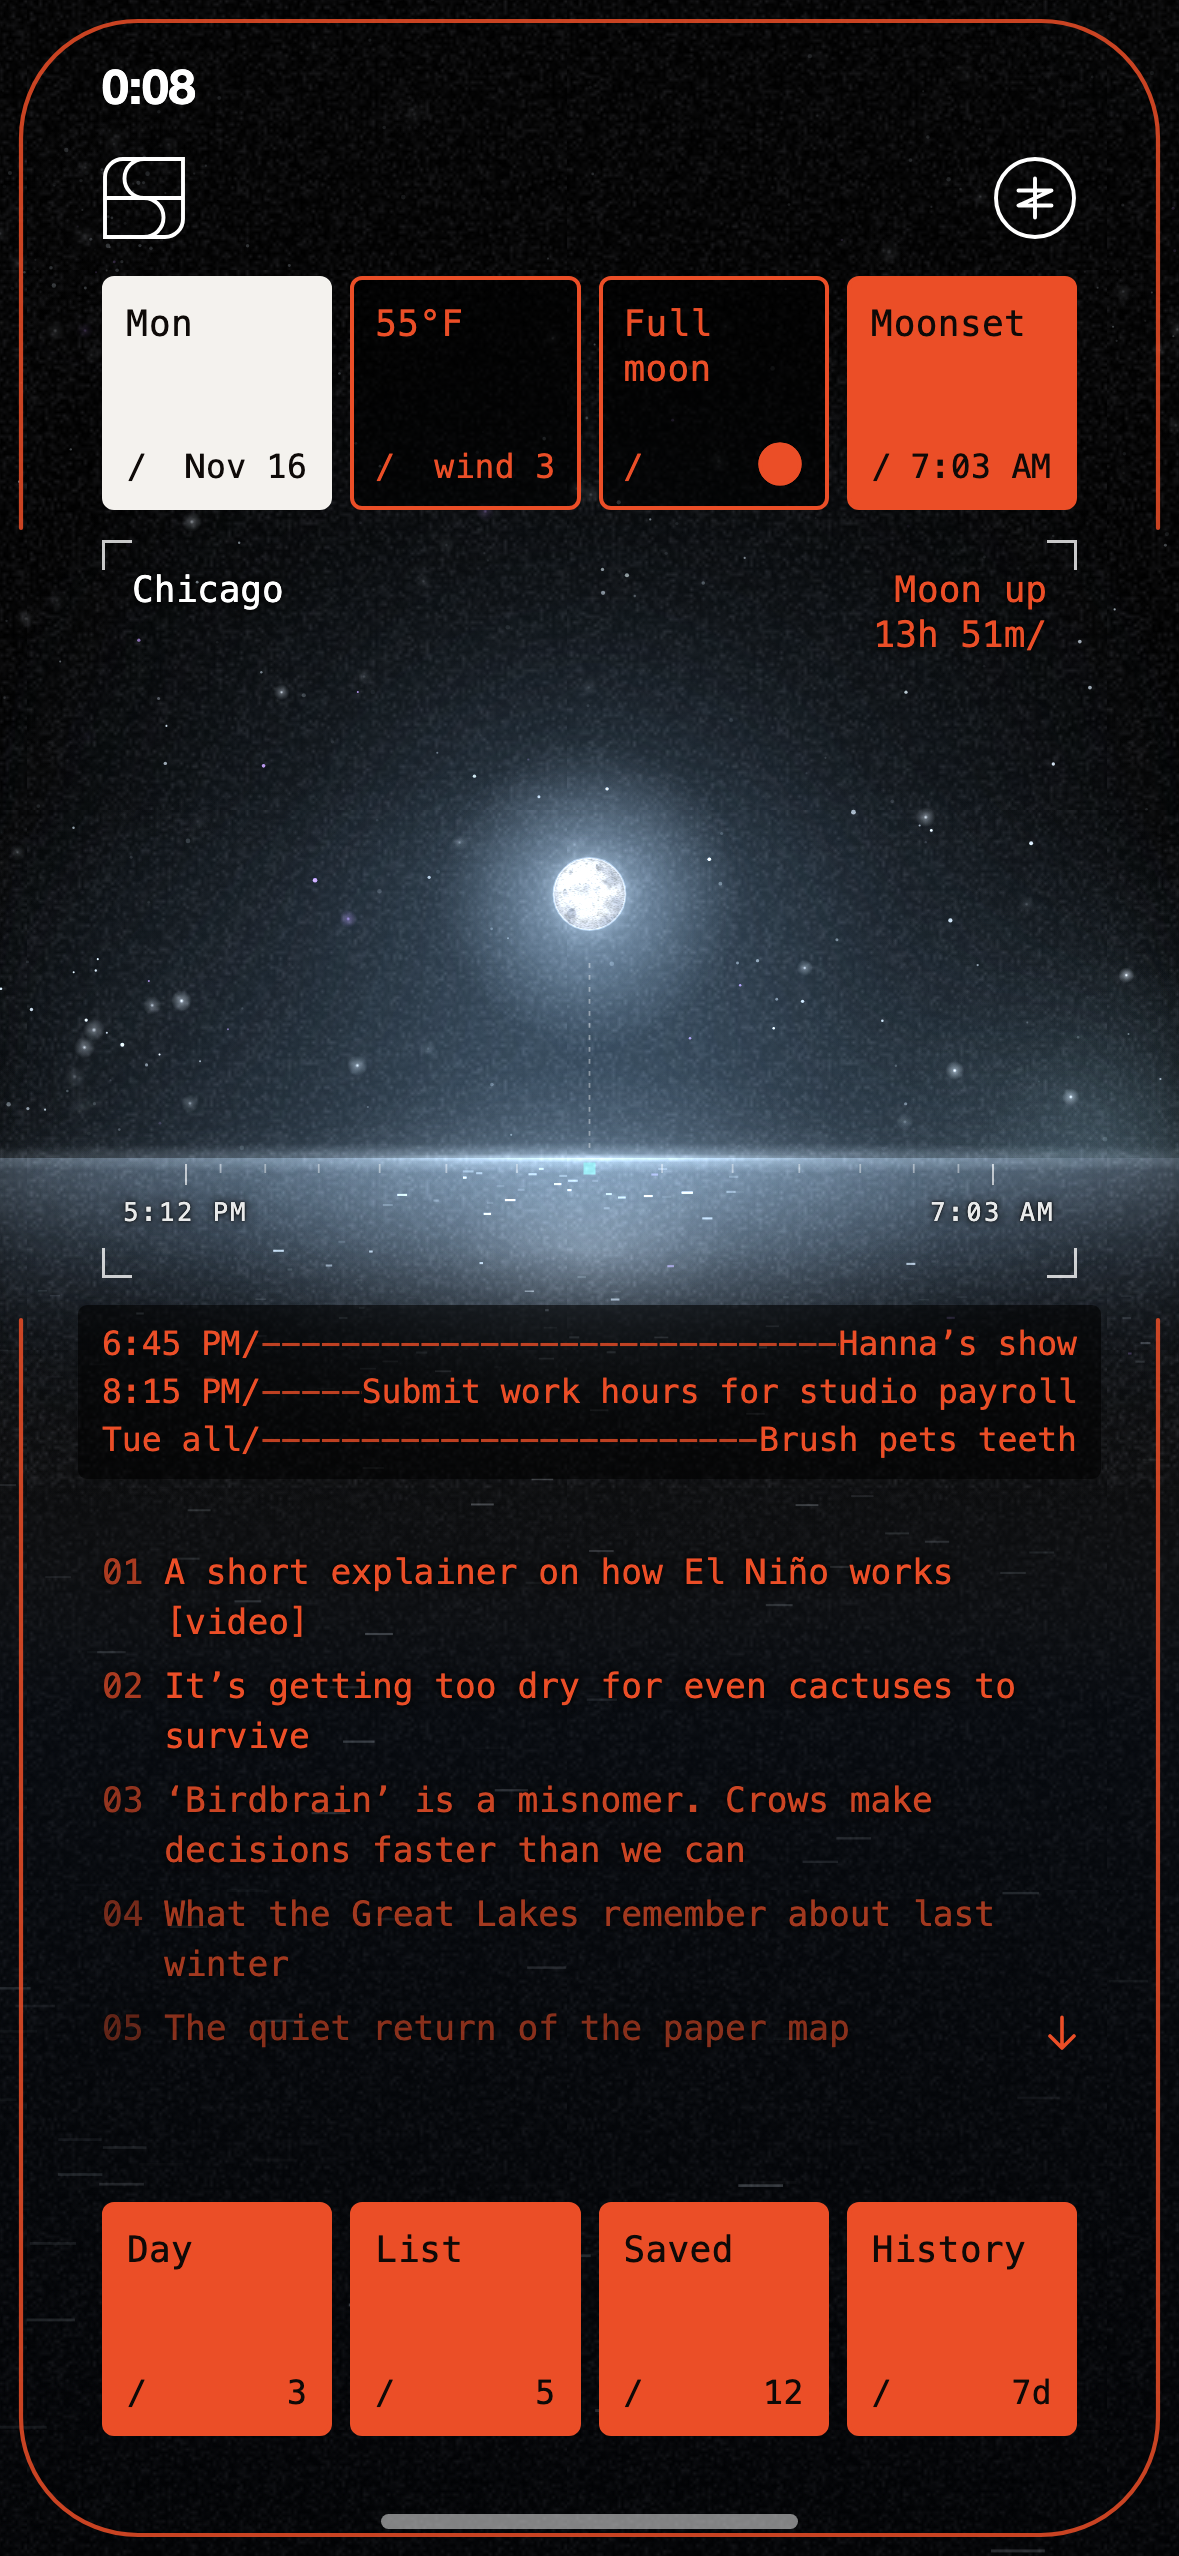 0:08
Mon
/ Nov 16
55°F
/ wind 3
Full
moon
/
Moonset
/ 7:03 AM
Chicago
Moon up
13h 51m/
5:12 PM
7:03 AM
6:45 PM/—————————————————————————————Hanna’s show
8:15 PM/—————Submit work hours for studio payroll
Tue all/—————————————————————————Brush pets teeth
01 A short explainer on how El Niño works
[video]
02 It’s getting too dry for even cactuses to
survive
03 ‘Birdbrain’ is a misnomer. Crows make
decisions faster than we can
04 What the Great Lakes remember about last
winter
05 The quiet return of the paper map
↓
Day
/ 3
List
/ 5
Saved
/ 12
History
/ 7d